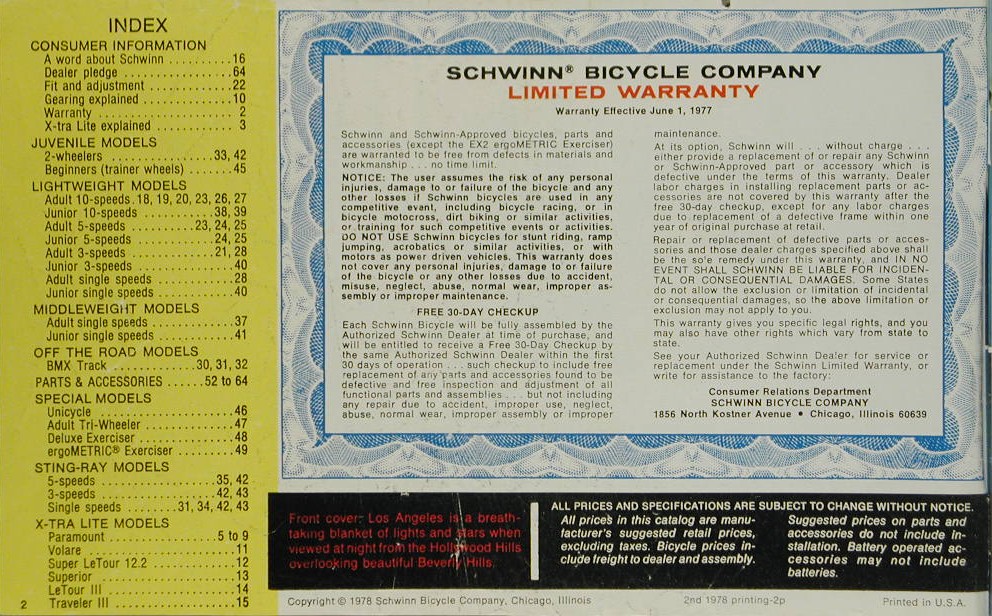 INDEX
CONSUMER INFORMATION
A word about Schwinn ..........16
Dealer pledge ....................64
Fit and adjustment ..............22
Gearing explained ...............10
Warranty ......................... 2
X-tra Lite explained ............. 3
JUVENILE MODELS
2-wheelers .................33, 42
Beginners (trainer wheels) .......45
LIGHTWEIGHT MODELS
Adult 10-speeds.18, 19, 20, 23, 26, 27
Junior 10-speeds ............38, 39
Adult 5-speeds ..........23, 24, 25
Junior 5-speeds .............24, 25
Adult 3-speeds ..............21, 28
Junior 3-speeds .................40
Adult single speeds .............28
Junior single speeds .............40
MIDDLEWEIGHT MODELS
Adult single speeds .............37
Junior single speeds .............41
OFF THE ROAD MODELS
BMX Track .............30, 31, 32
PARTS & ACCESSORIES ......52 to 64
SPECIAL MODELS
Unicycle ........................46
Adult Tri-Wheeler ................47
Deluxe Exerciser ................48
ergoMETRIC® Exerciser ..........49
STING-RAY MODELS
5-speeds ...................35, 42
3-speeds ...................42, 43
Single speeds ........31, 34, 42, 43
X-TRA LITE MODELS
Paramount ..................5 to 9
Volare ..........................11
Super LeTour 12.2 ..............12
Superior ........................13
LeTour III .......................14
Traveler III ......................15
2
SCHWINN® BICYCLE COMPANY
LIMITED WARRANTY
Warranty Effective June 1, 1977
Schwinn and Schwinn-Approved bicycles, parts and
accessories (except the EX2 ergoMETRIC Exerciser)
are warranted to be free from defects in materials and
workmanship . . . no time limit.
NOTICE: The user assumes the risk of any personal
injuries, damage to or failure of the bicycle and any
other losses if Schwinn bicycles are used in any
competitive event, including bicycle racing, or in
bicycle motocross, dirt biking or similar activities,
or training for such competitive events or activities.
DO NOT USE Schwinn bicycles for stunt riding, ramp
jumping, acrobatics or similar activities, or with
motors as power driven vehicles. This warranty does
not cover any personal injuries, damage to or failure
of the bicycle or any other losses due to accident,
misuse, neglect, abuse, normal wear, improper as-
sembly or improper maintenance.
FREE 30-DAY CHECKUP
Each Schwinn Bicycle will be fully assembled by the
Authorized Schwinn Dealer at time of purchase, and
will be entitled to receive a Free 30-Day Checkup by
the same Authorized Schwinn Dealer within the first
30 days of operation . . . such checkup to include free
replacement of any parts and accessories found to be
defective and free inspection and adjustment of all
functional parts and assemblies . . . but not including
any repair due to accident, improper use, neglect,
abuse, normal wear, improper assembly or improper
maintenance.
At its option, Schwinn will . . . without charge . . .
either provide a replacement of or repair any Schwinn
or Schwinn-Approved part or accessory which is
defective under the terms of this warranty. Dealer
labor charges in installing replacement parts or ac-
cessories are not covered by this warranty after the
free 30-day checkup, except for any labor charges
due to replacement of a defective frame within one
year of original purchase at retail.
Repair or replacement of defective parts or acces-
sories and those dealer charges specified above shall
be the sole remedy under this warranty, and IN NO
EVENT SHALL SCHWINN BE LIABLE FOR INCIDEN-
TAL OR CONSEQUENTIAL DAMAGES. Some States
do not allow the exclusion or limitation of incidental
or consequential damages, so the above limitation or
exclusion may not apply to you.
This warranty gives you specific legal rights, and you
may also have other rights which vary from state to
state.
See your Authorized Schwinn Dealer for service or
replacement under the Schwinn Limited Warranty, or
write for assistance to the factory:
Consumer Relations Department
SCHWINN BICYCLE COMPANY
1856 North Kostner Avenue • Chicago, Illinois 60639
Front cover: Los Angeles is a breath-
taking blanket of lights and stars when
viewed at night from the Hollywood Hills
overlooking beautiful Beverly Hills.
ALL PRICES AND SPECIFICATIONS ARE SUBJECT TO CHANGE WITHOUT NOTICE.
All prices in this catalog are manu-
facturer's suggested retail prices,
excluding taxes. Bicycle prices in-
clude freight to dealer and assembly.
Suggested prices on parts and
accessories do not include in-
stallation. Battery operated ac-
cessories may not include
batteries.
Copyright © 1978 Schwinn Bicycle Company, Chicago, Illinois
2nd 1978 printing-2p
Printed in U.S.A.